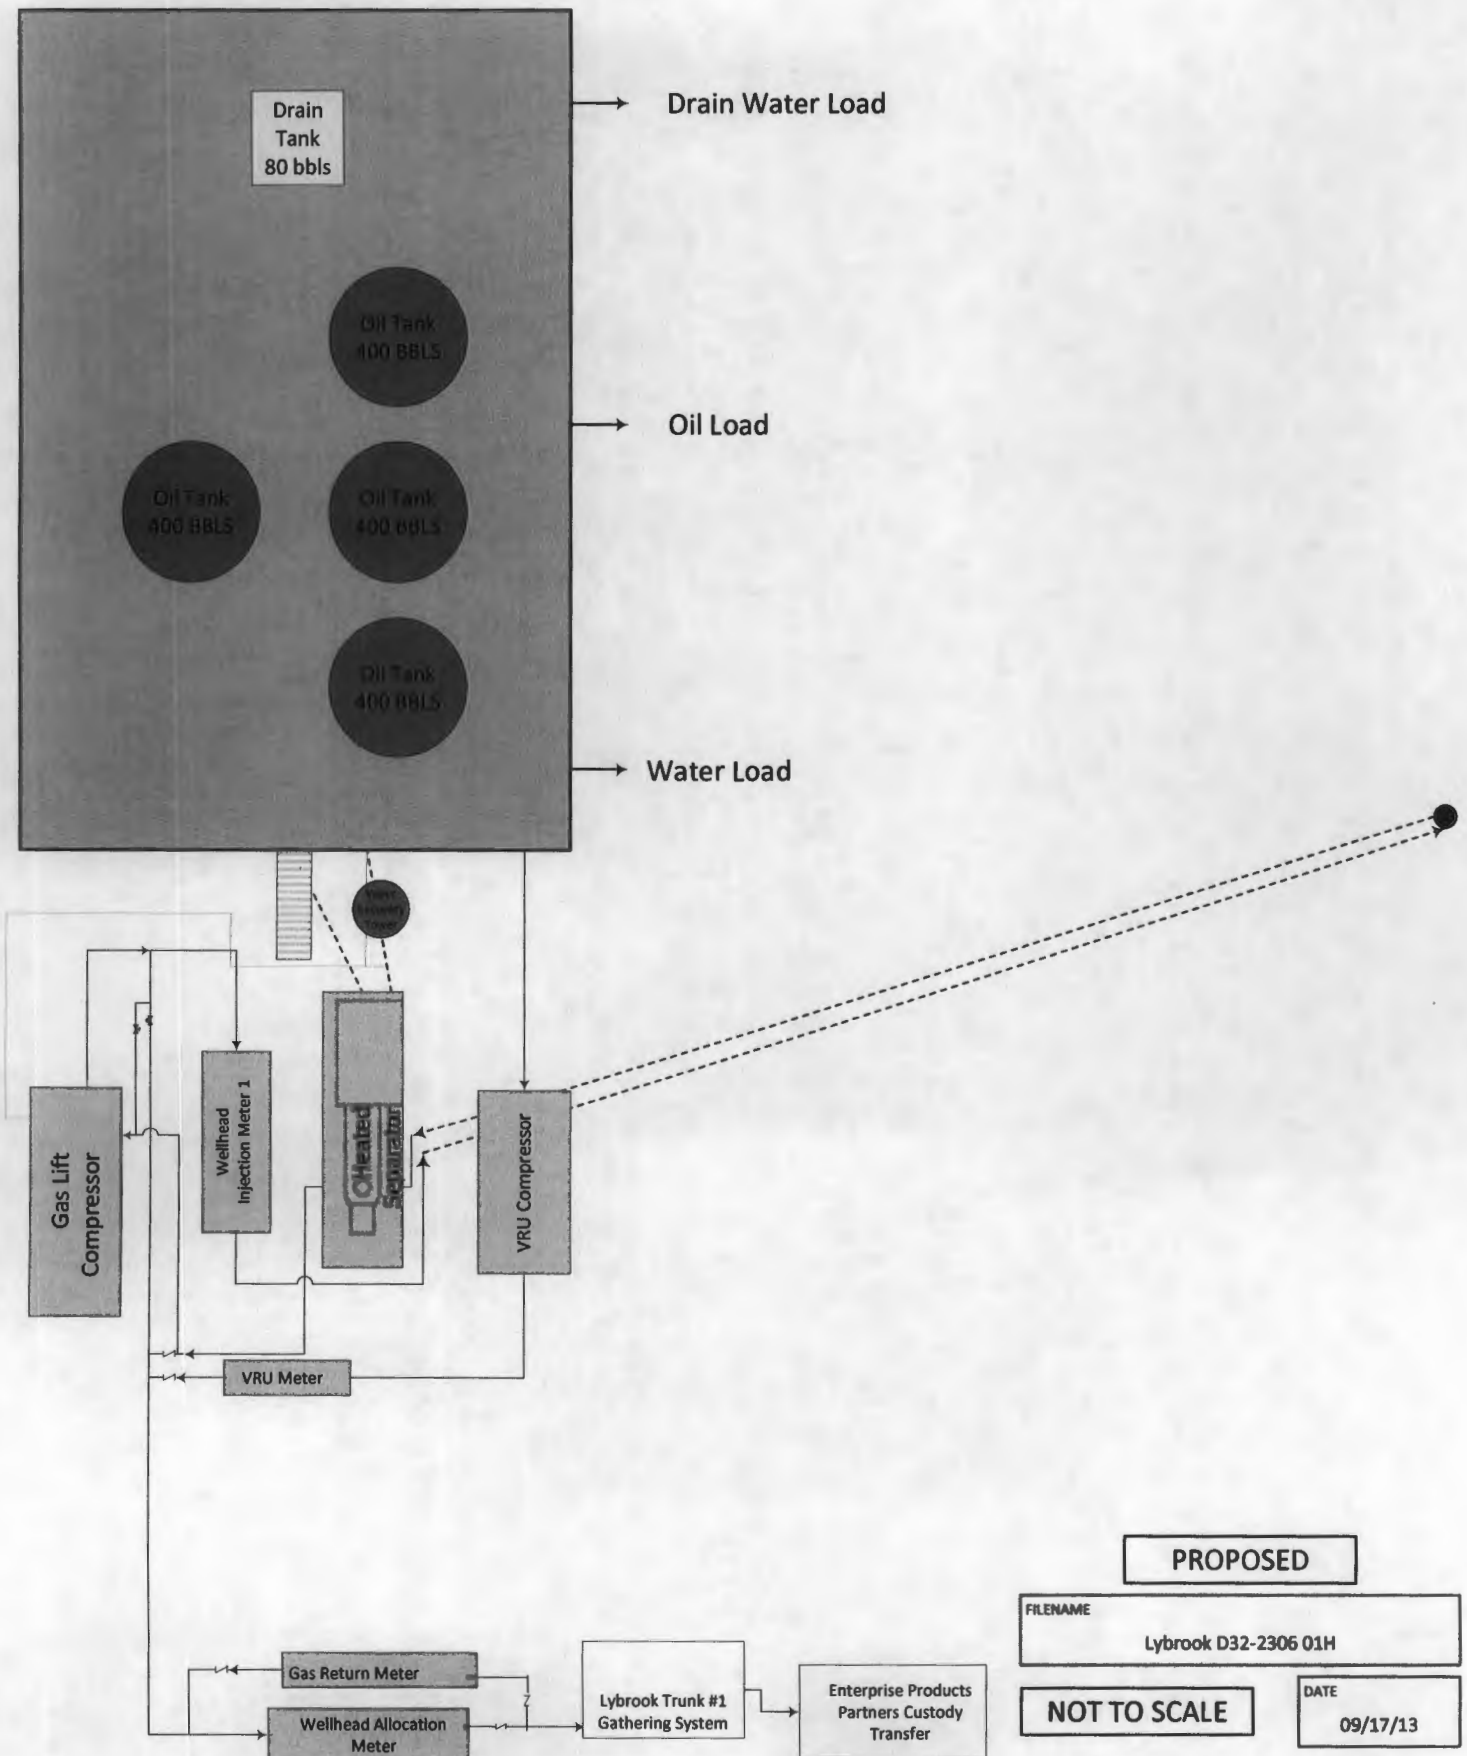 Drain
Tank
80 bbls
Drain Water Load
Oil Tank
400 BBLS
Oil Load
Oil Tank
400 BBLS
Oil Tank
400 BBLS
Oil Tank
400 BBLS
Water Load
Recovery
Tower
Gas Lift
Compressor
Wellhead
Injection Meter 1
Heated
Separator
VRU Compressor
VRU Meter
Gas Return Meter
Wellhead Allocation
Meter
Lybrook Trunk #1
Gathering System
Enterprise Products
Partners Custody
Transfer
PROPOSED
FILENAME
Lybrook D32-2306 01H
NOT TO SCALE
DATE
09/17/13